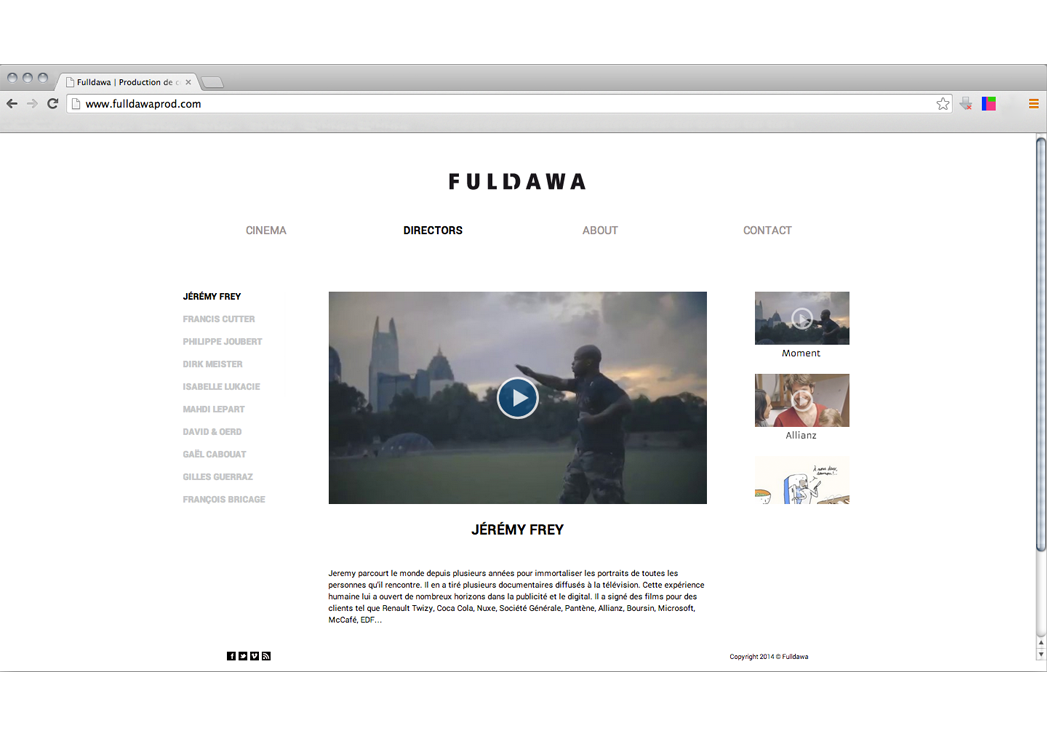 Fulldawa | Production de c
www.fulldawaprod.com
FULDAWA
CINEMA DIRECTORS ABOUT CONTACT
JÉRÉMY FREY
FRANCIS CUTTER
PHILIPPE JOUBERT
DIRK MEISTER
ISABELLE LUKACIE
MAHDI LEPART
DAVID & OERD
GAËL CABOUAT
GILLES GUERRAZ
FRANÇOIS BRICAGE
Moment
Allianz
JÉRÉMY FREY
Jeremy parcourt le monde depuis plusieurs années pour immortaliser les portraits de toutes les
personnes qu'il rencontre. Il en a tiré plusieurs documentaires diffusés à la télévision. Cette expérience
humaine lui a ouvert de nombreux horizons dans la publicité et le digital. Il a signé des films pour des
clients tel que Renault Twizy, Coca Cola, Nuxe, Société Générale, Pantène, Allianz, Boursin, Microsoft,
McCafé, EDF...
Copyright 2014 © Fulldawa